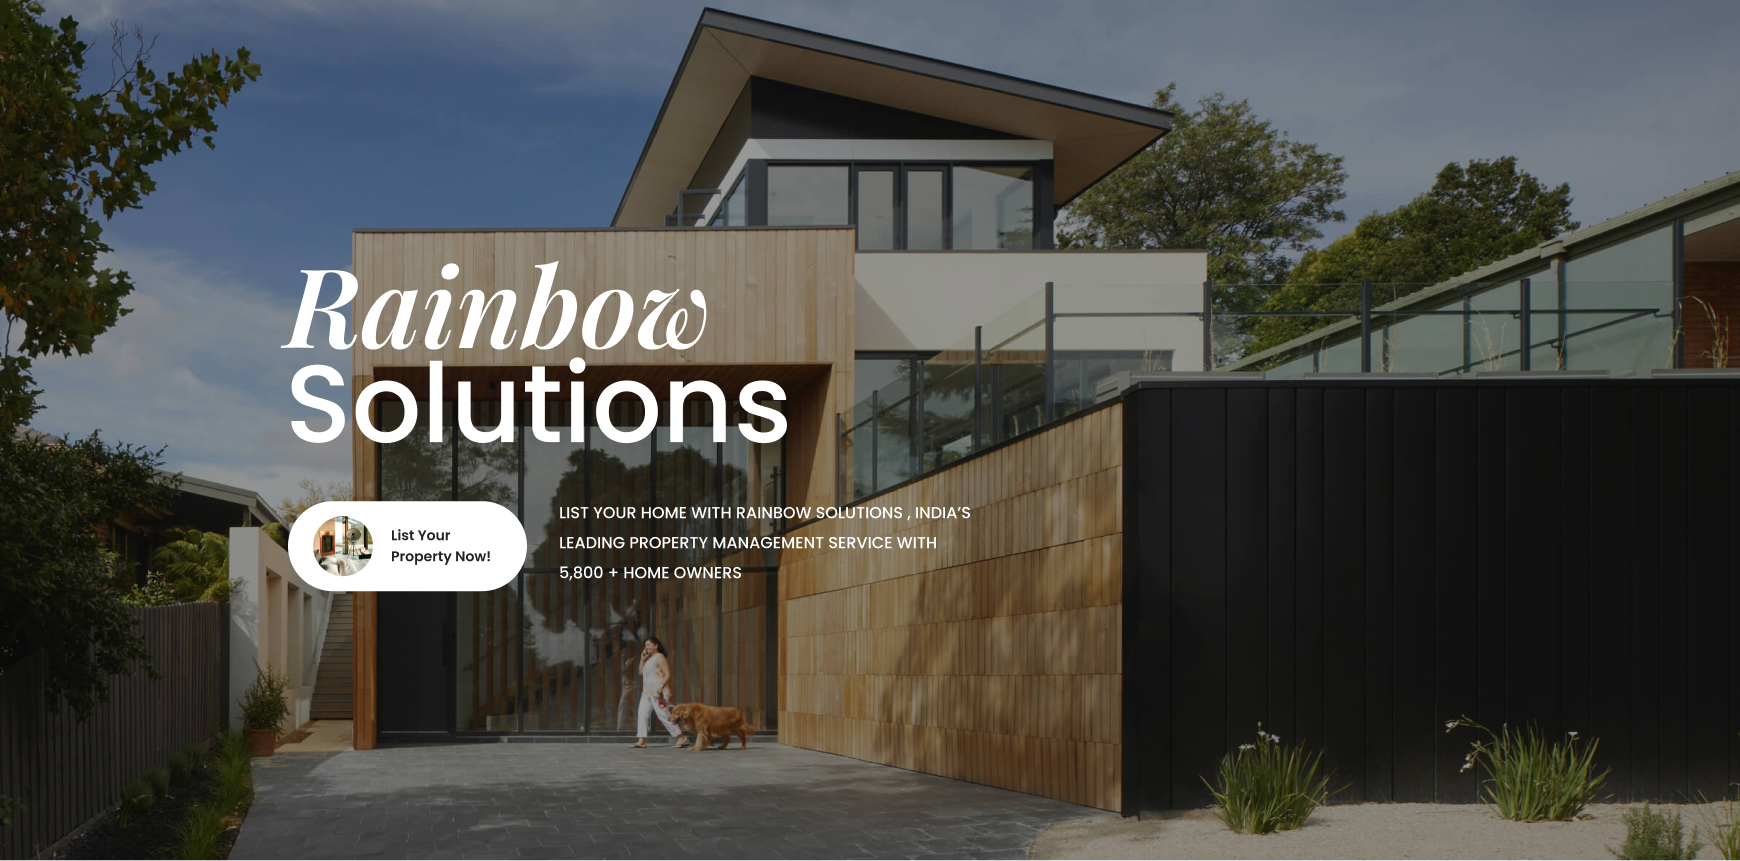 Rainbow
Solutions
List Your
Property Now!
LIST YOUR HOME WITH RAINBOW SOLUTIONS , INDIA’S
LEADING PROPERTY MANAGEMENT SERVICE WITH
5,800 + HOME OWNERS